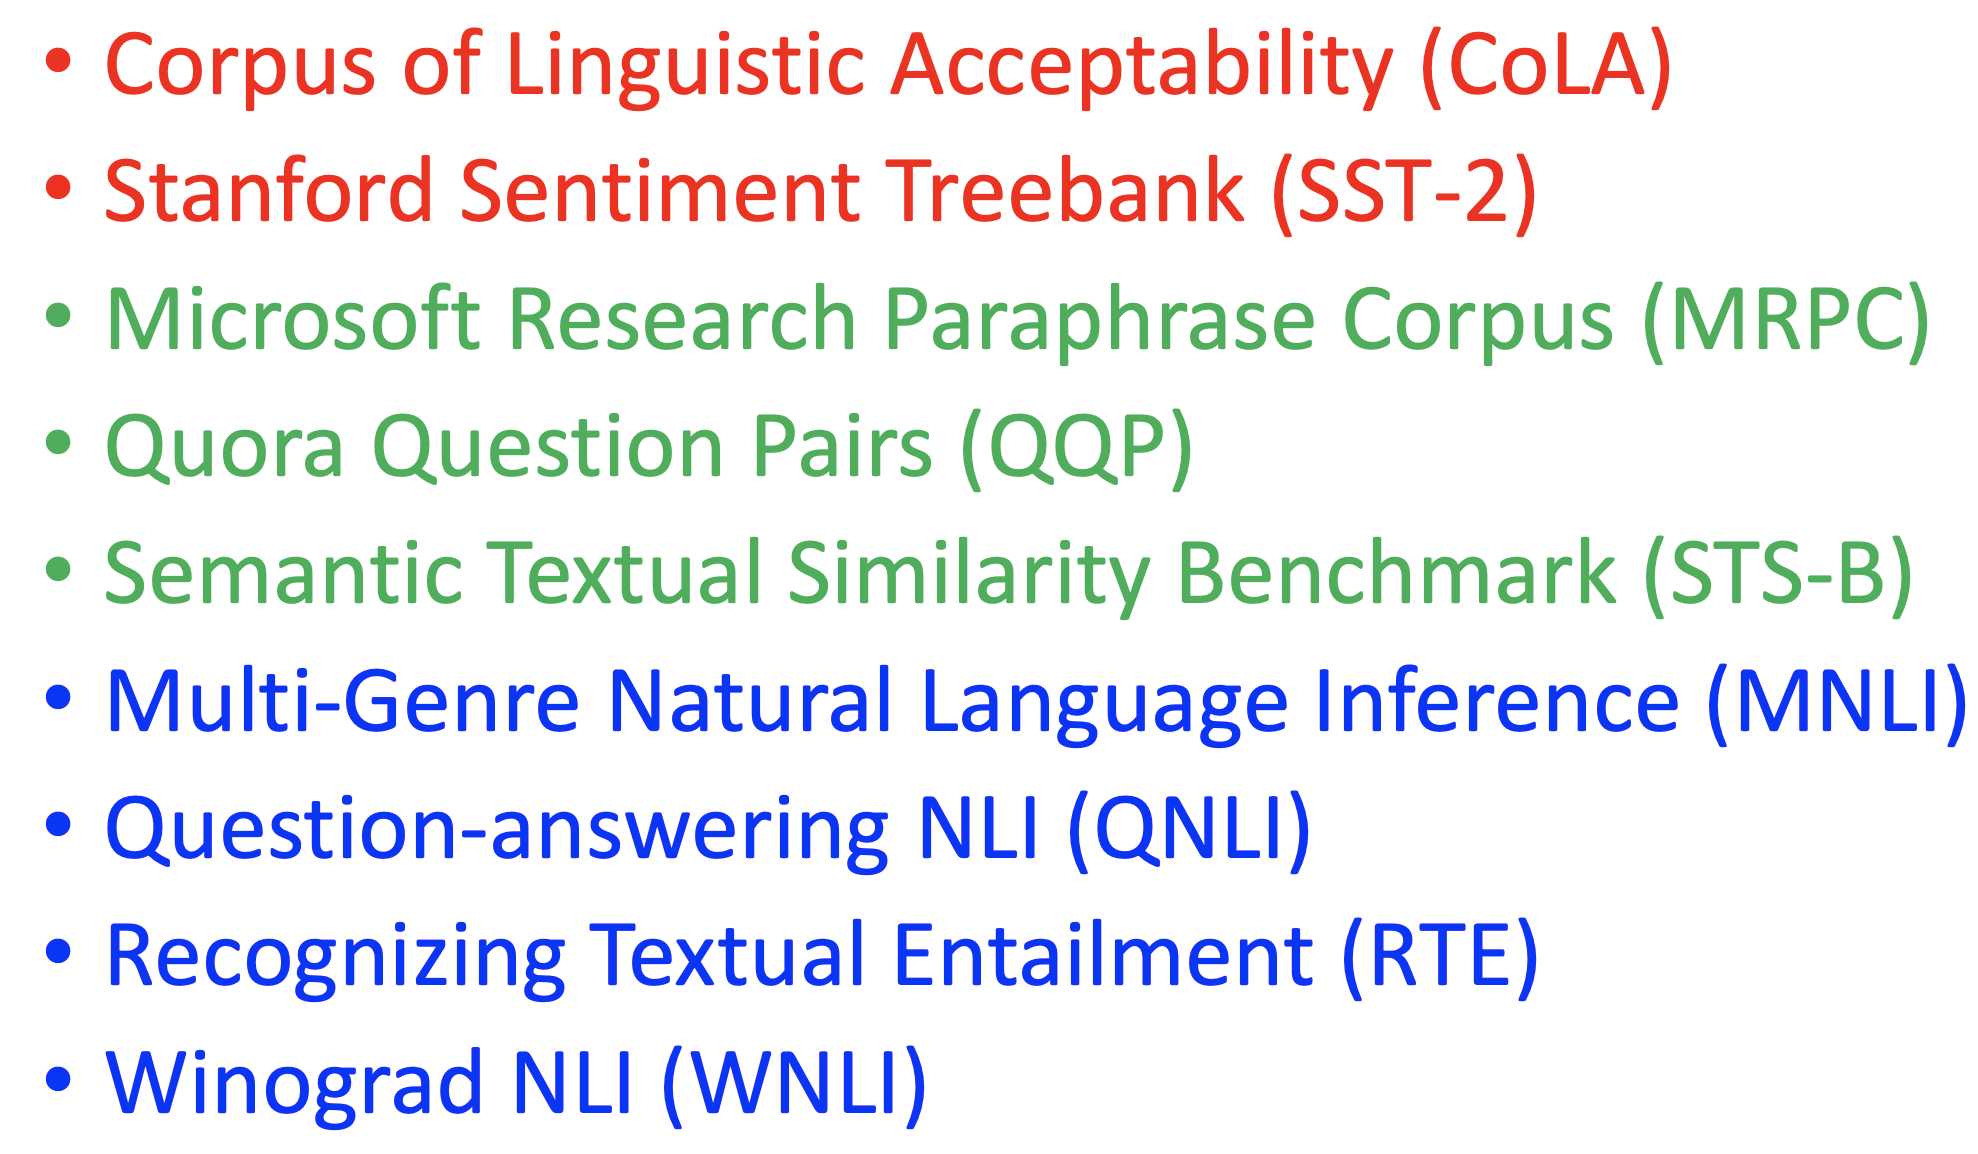 • Corpus of Linguistic Acceptability (CoLA)
• Stanford Sentiment Treebank (SST-2)
• Microsoft Research Paraphrase Corpus (MRPC)
• Quora Question Pairs (QQP)
• Semantic Textual Similarity Benchmark (STS-B)
• Multi-Genre Natural Language Inference (MNLI)
• Question-answering NLI (QNLI)
• Recognizing Textual Entailment (RTE)
• Winograd NLI (WNLI)